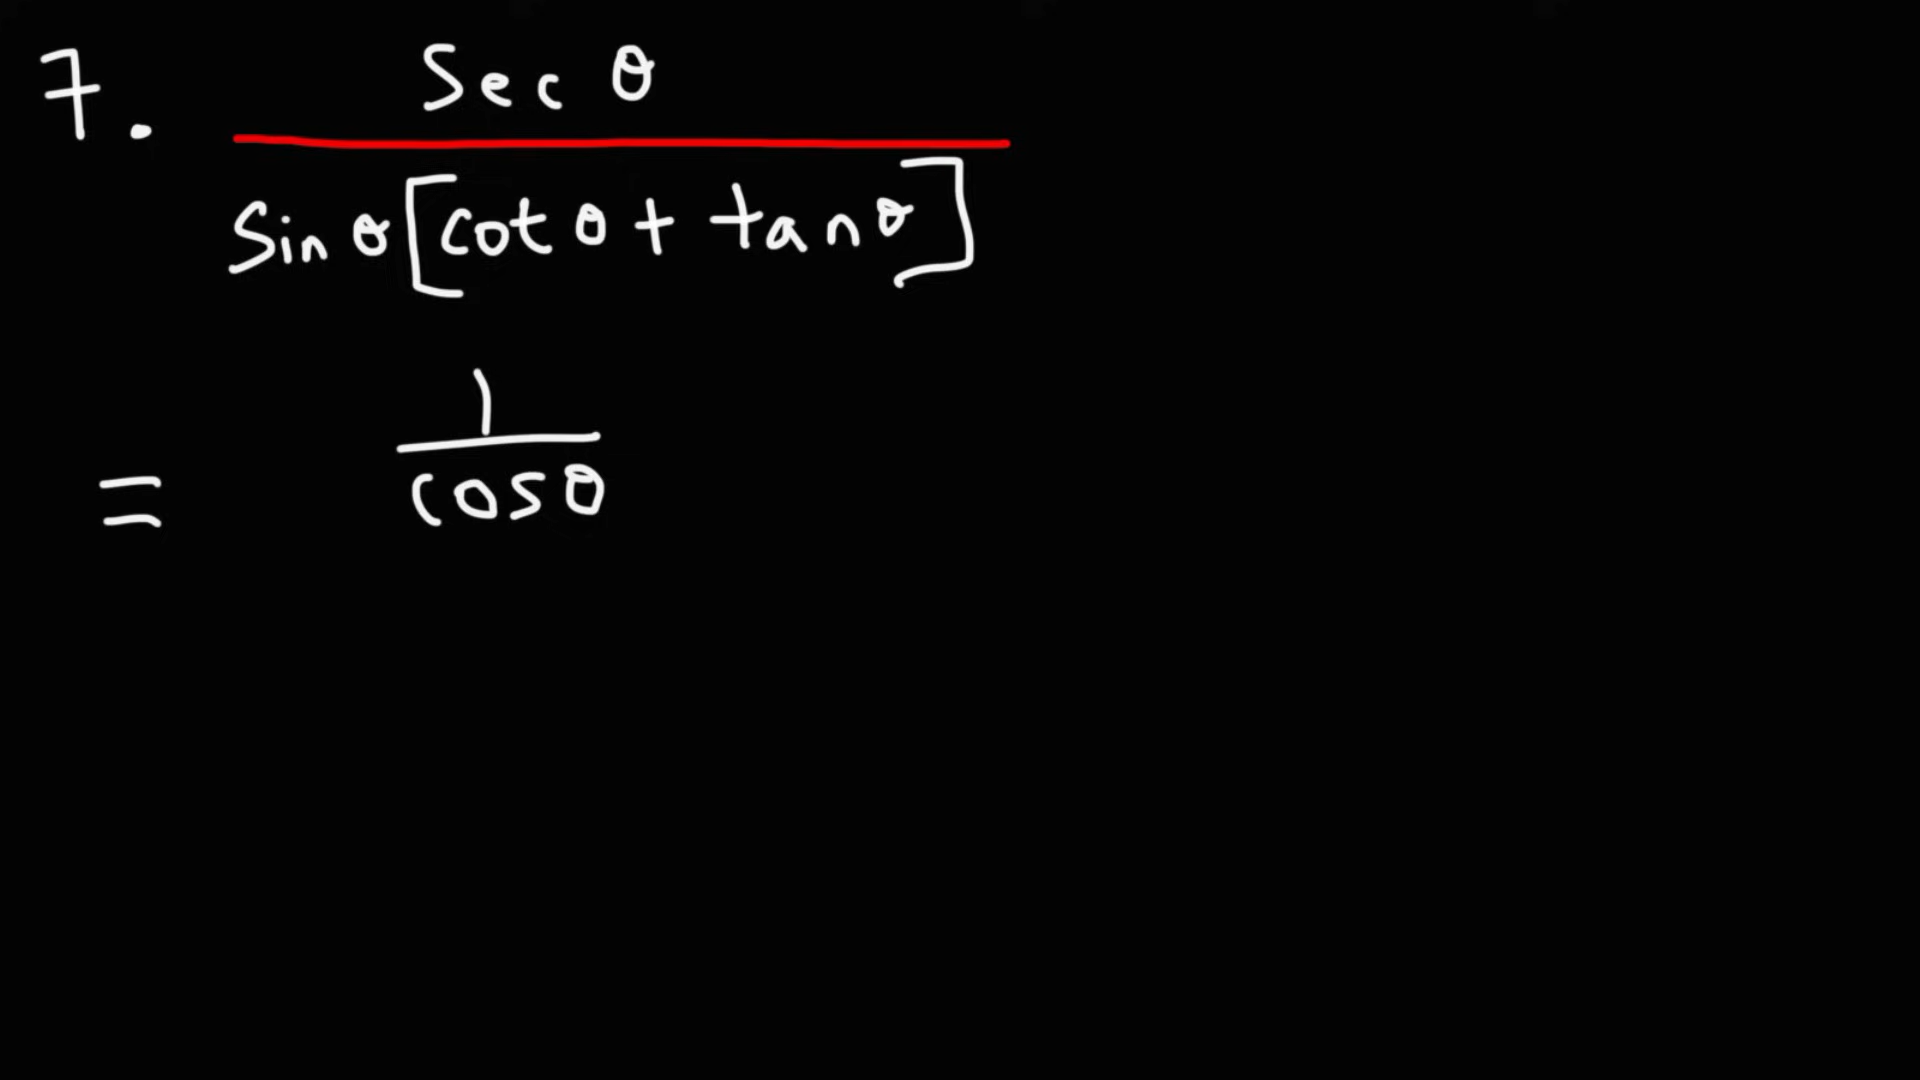 7. sec θ
sin θ [cot θ + tan θ]
= 1
cos θ